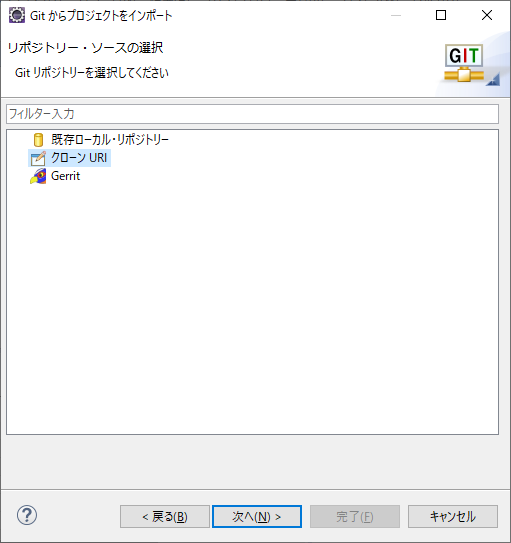 Git からプロジェクトをインポート
リポジトリー・ソースの選択
Git リポジトリーを選択してください
GIT
フィルター入力
既存ローカル・リポジトリー
クローン URI
Gerrit
?
< 戻る(B)
次へ(N) >
完了(F)
キャンセル